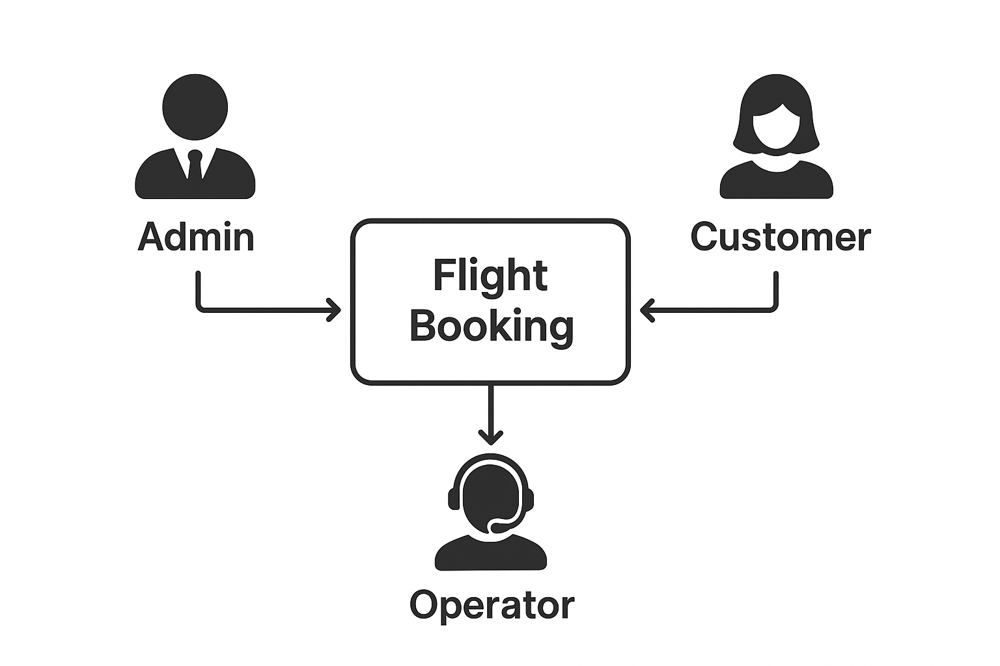 Admin
Customer
Flight
Booking
Operator